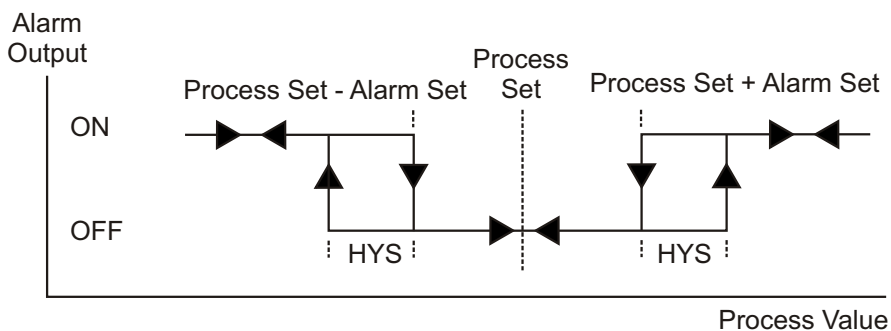 Alarm
Output
Process
Set
Process Set - Alarm Set
Process Set + Alarm Set
ON
OFF
HYS
HYS
Process Value